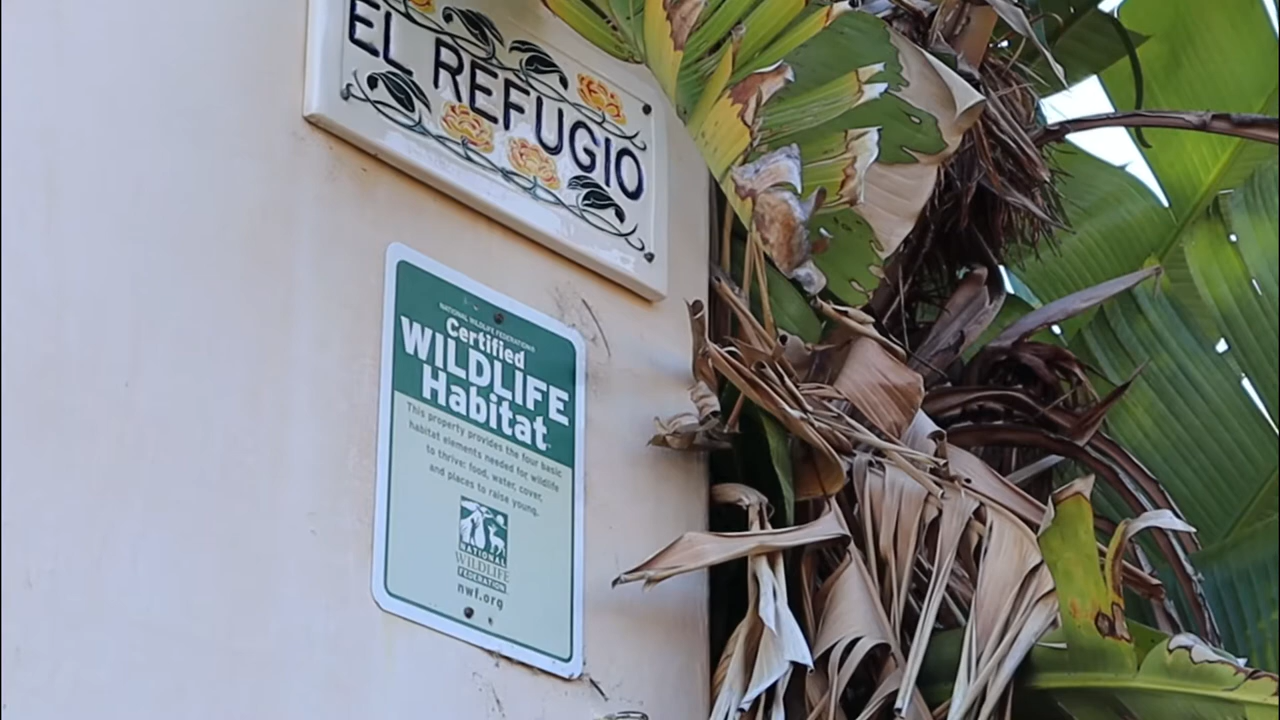 EL REFUGIO
NATIONAL WILDLIFE FEDERATION®
Certified
WILDLIFE
Habitat
This property provides the four basic
habitat elements needed for wildlife
to thrive: food, water, cover,
and places to raise young.
NATIONAL
WILDLIFE
FEDERATION
nwf.org